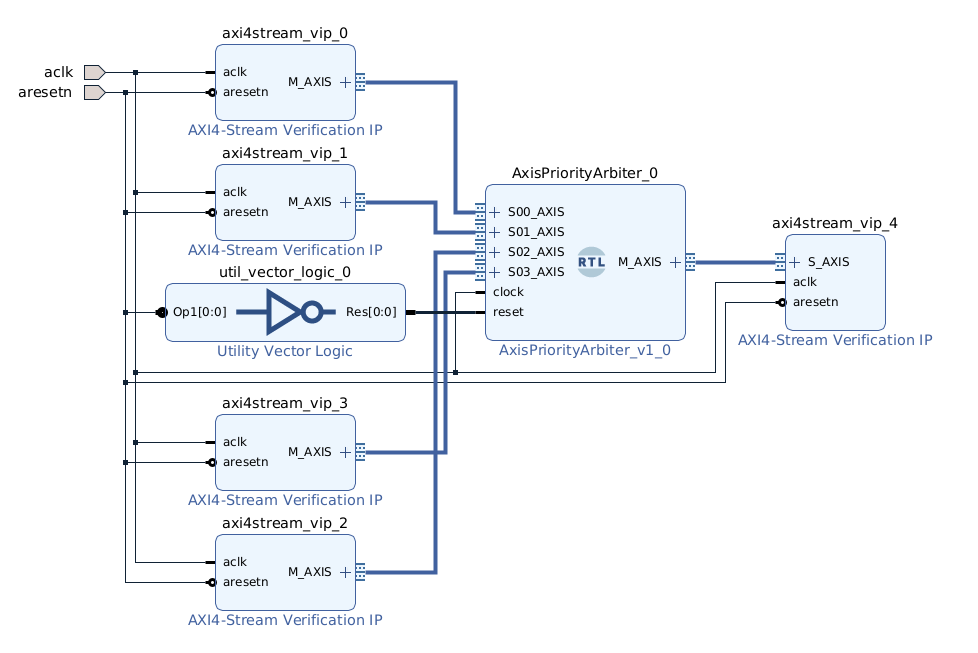 aclk
aresetn
axi4stream_vip_0
aclk
aresetn
M_AXIS
AXI4-Stream Verification IP
axi4stream_vip_1
aclk
aresetn
M_AXIS
AXI4-Stream Verification IP
util_vector_logic_0
Op1[0:0]
Res[0:0]
Utility Vector Logic
AxisPriorityArbiter_0
S00_AXIS
S01_AXIS
S02_AXIS
S03_AXIS
clock
reset
RTL
M_AXIS
AxisPriorityArbiter_v1_0
axi4stream_vip_4
S_AXIS
aclk
aresetn
AXI4-Stream Verification IP
axi4stream_vip_3
aclk
aresetn
M_AXIS
AXI4-Stream Verification IP
axi4stream_vip_2
aclk
aresetn
M_AXIS
AXI4-Stream Verification IP